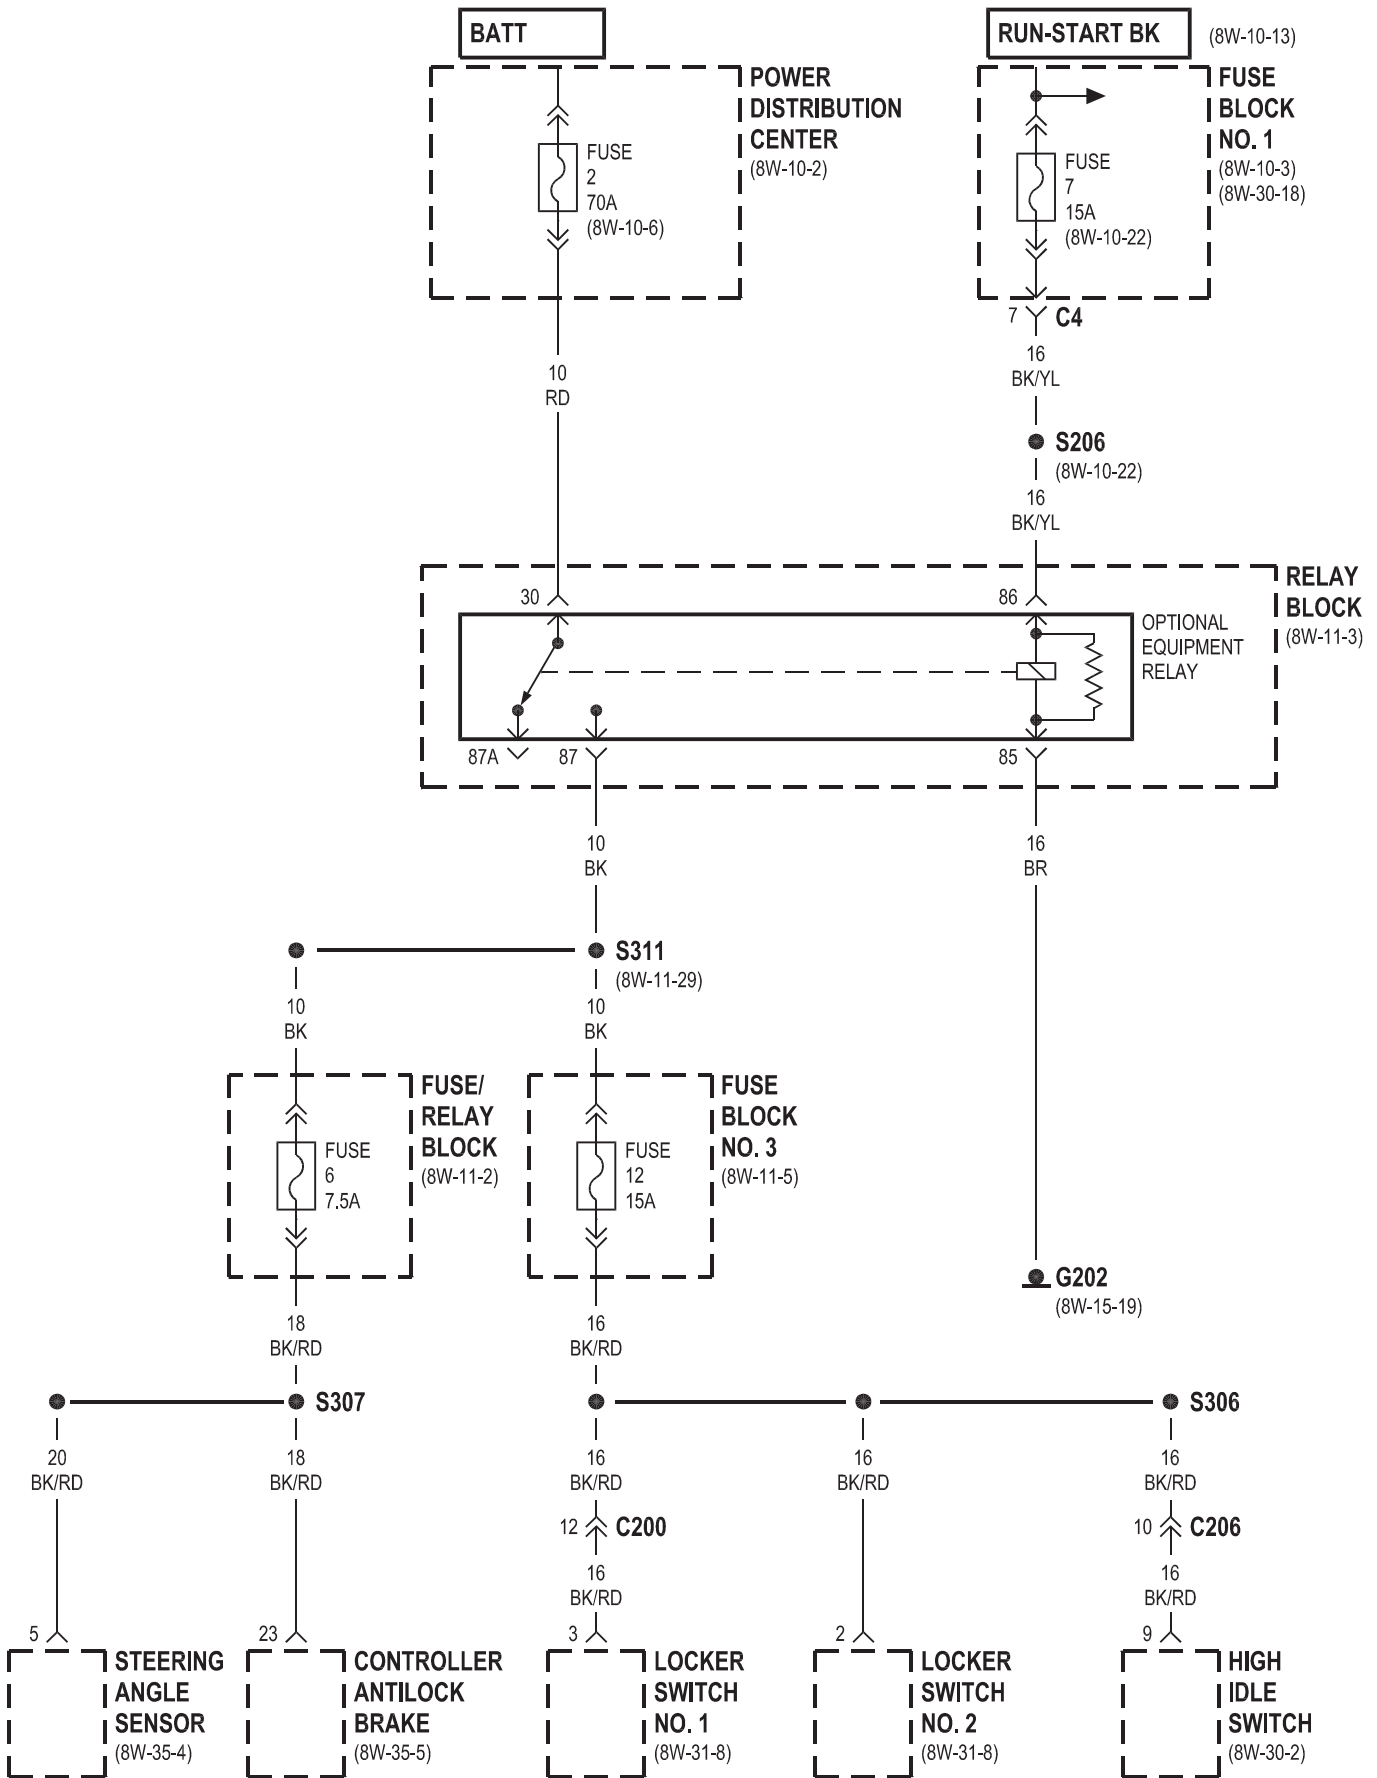 BATT
RUN-START BK
(8W-10-13)
POWER
DISTRIBUTION
CENTER
(8W-10-2)
FUSE
2
70A
(8W-10-6)
FUSE
BLOCK
NO. 1
(8W-10-3)
(8W-30-18)
FUSE
7
15A
(8W-10-22)
7
C4
16
BK/YL
10
RD
S206
(8W-10-22)
16
BK/YL
RELAY
BLOCK
(8W-11-3)
30
86
OPTIONAL
EQUIPMENT
RELAY
87A
87
85
10
BK
16
BR
S311
(8W-11-29)
10
BK
10
BK
FUSE/
RELAY
BLOCK
(8W-11-2)
FUSE
6
7.5A
FUSE
BLOCK
NO. 3
(8W-11-5)
FUSE
12
15A
G202
(8W-15-19)
18
BK/RD
16
BK/RD
S307
S306
20
BK/RD
18
BK/RD
16
BK/RD
16
BK/RD
16
BK/RD
12
C200
10
C206
16
BK/RD
16
BK/RD
5
STEERING
ANGLE
SENSOR
(8W-35-4)
23
CONTROLLER
ANTILOCK
BRAKE
(8W-35-5)
3
LOCKER
SWITCH
NO. 1
(8W-31-8)
2
LOCKER
SWITCH
NO. 2
(8W-31-8)
9
HIGH
IDLE
SWITCH
(8W-30-2)